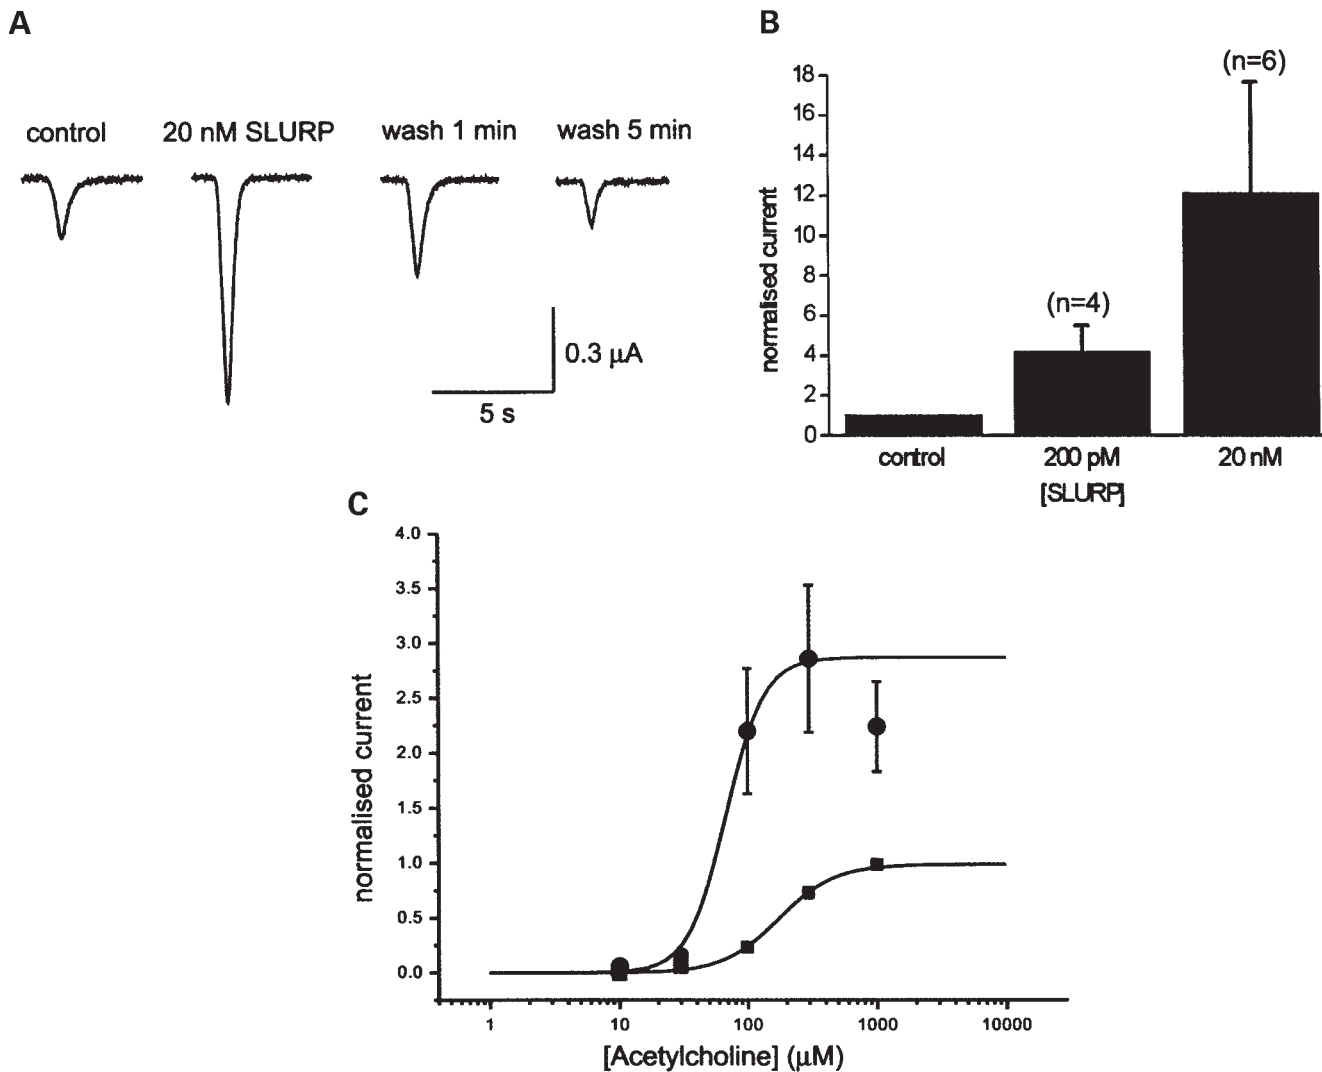 A
control
20 nM SLURP
wash 1 min
wash 5 min
0.3 µA
5 s
B
normalised current
18
16
14
12
10
8
6
4
2
0
(n=4)
(n=6)
control
200 pM
20 nM
[SLURP]
C
normalised current
4.0
3.5
3.0
2.5
2.0
1.5
1.0
0.5
0.0
1
10
100
1000
10000
[Acetylcholine] (µM)